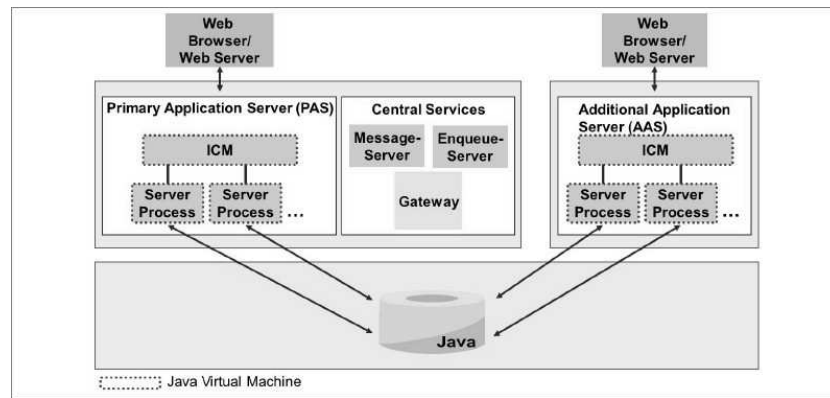 Web
Browser/
Web Server
Web
Browser/
Web Server
Primary Application Server (PAS)
ICM
Server
Process
Server
Process
...
Central Services
Message-
Server
Enqueue-
Server
Gateway
Additional Application
Server (AAS)
ICM
Server
Process
Server
Process
...
Java
Java Virtual Machine